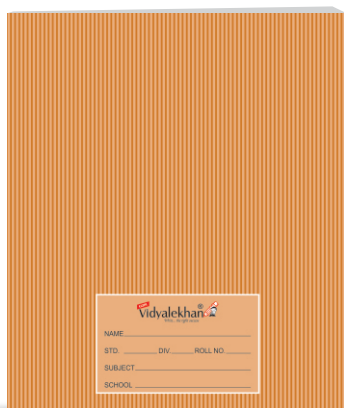 Vidyalekhan®
NAME
STD. DIV. ROLL NO.
SUBJECT
SCHOOL